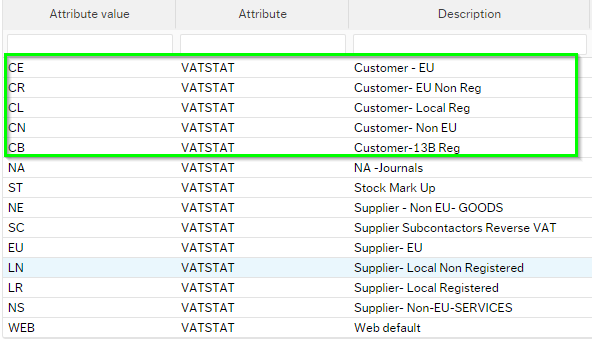 Attribute value Attribute Description
CE VATSTAT Customer - EU
CR VATSTAT Customer- EU Non Reg
CL VATSTAT Customer- Local Reg
CN VATSTAT Customer- Non EU
CB VATSTAT Customer-13B Reg
NA VATSTAT NA -Journals
ST VATSTAT Stock Mark Up
NE VATSTAT Supplier - Non EU- GOODS
SC VATSTAT Supplier Subcontactors Reverse VAT
EU VATSTAT Supplier- EU
LN VATSTAT Supplier- Local Non Registered
LR VATSTAT Supplier- Local Registered
NS VATSTAT Supplier- Non-EU-SERVICES
WEB VATSTAT Web default